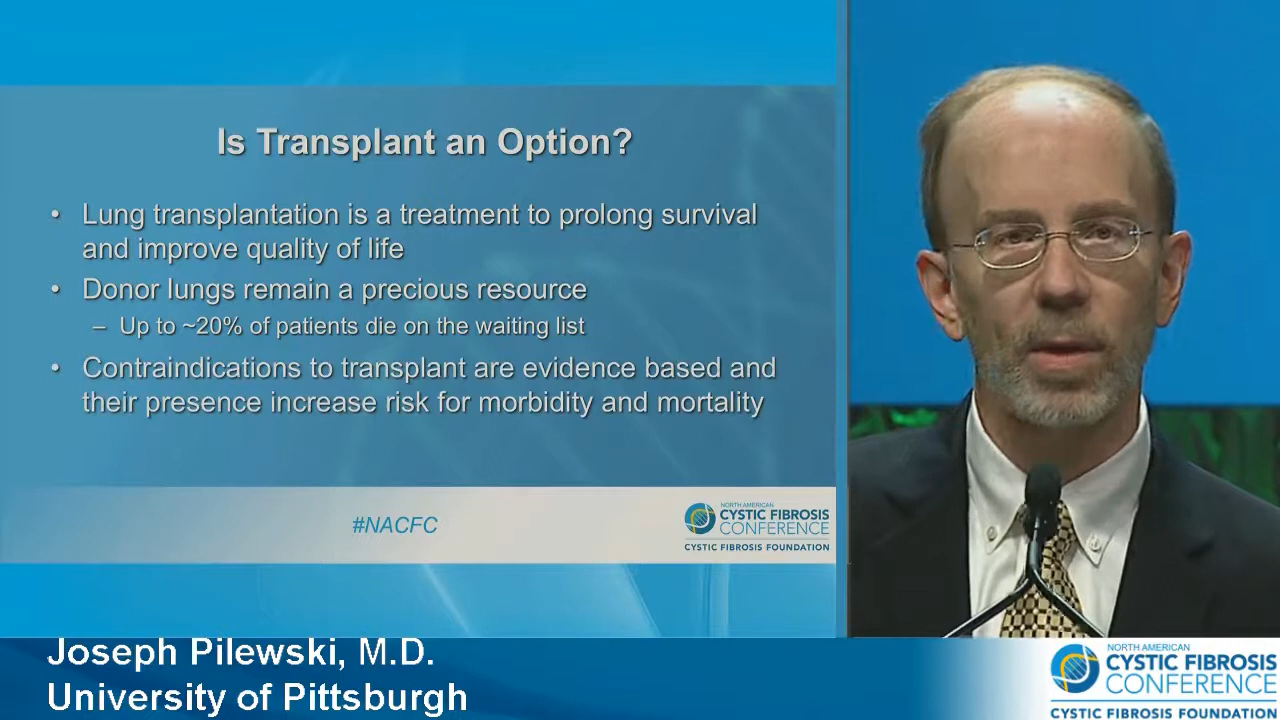 Is Transplant an Option?
• Lung transplantation is a treatment to prolong survival
and improve quality of life
• Donor lungs remain a precious resource
– Up to ~20% of patients die on the waiting list
• Contraindications to transplant are evidence based and
their presence increase risk for morbidity and mortality
#NACFC
NORTH AMERICAN
CYSTIC FIBROSIS
CONFERENCE
CYSTIC FIBROSIS FOUNDATION
Joseph Pilewski, M.D.
University of Pittsburgh
NORTH AMERICAN
CYSTIC FIBROSIS
CONFERENCE
CYSTIC FIBROSIS FOUNDATION